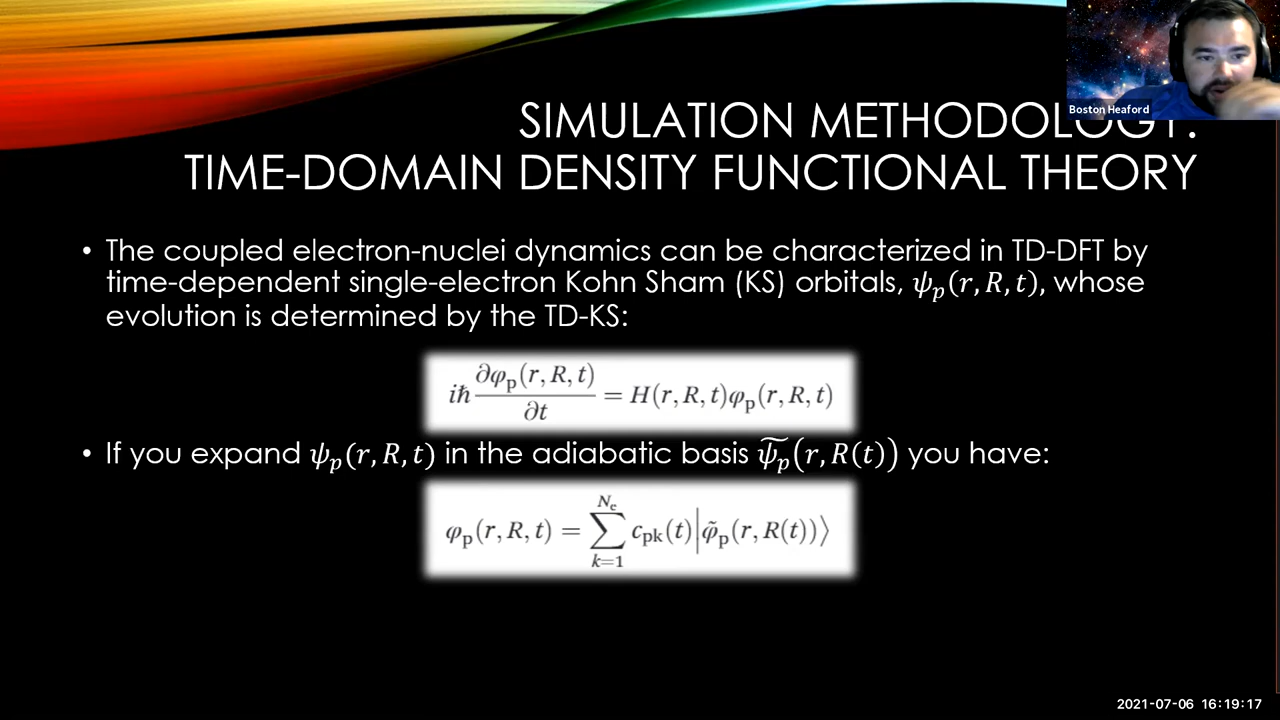 Boston Heaford
SIMULATION METHODOLOGY:
TIME-DOMAIN DENSITY FUNCTIONAL THEORY
• The coupled electron-nuclei dynamics can be characterized in TD-DFT by
time-dependent single-electron Kohn Sham (KS) orbitals, ψₚ(r, R, t), whose
evolution is determined by the TD-KS:
iħ ∂φₚ(r, R, t)/∂t = H(r, R, t)φₚ(r, R, t)
• If you expand ψₚ(r, R, t) in the adiabatic basis ψ̃ₚ(r, R(t)) you have:
φₚ(r, R, t) = ∑_{k=1}^{Nₑ} cₚₖ(t)|φ̃ₚ(r, R(t))⟩
2021-07-06 16:19:17